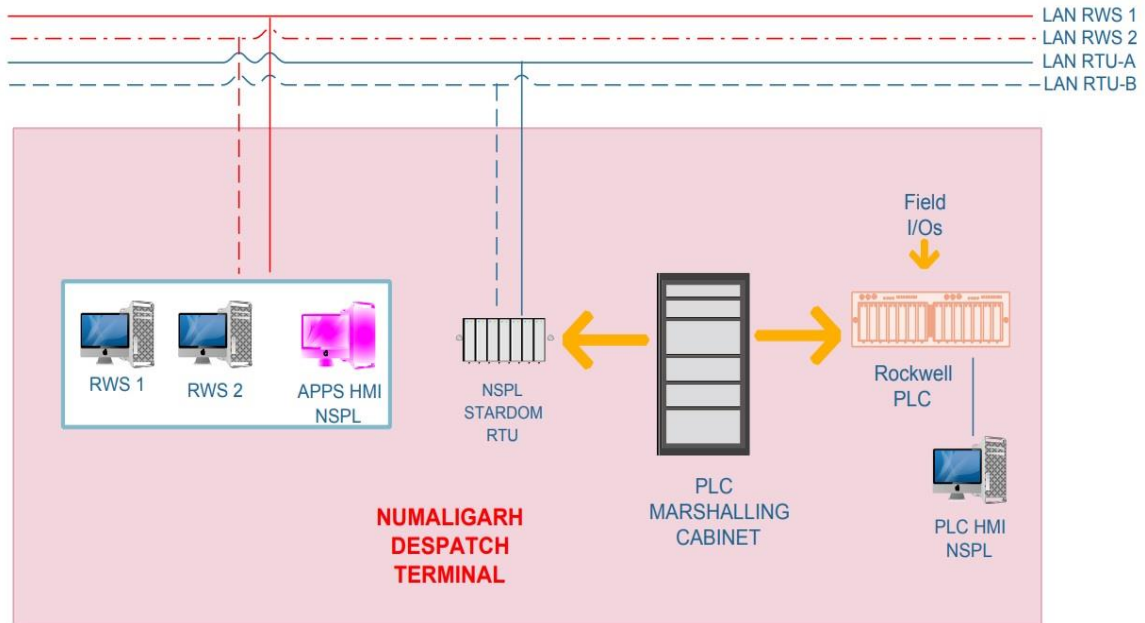 LAN RWS 1
LAN RWS 2
LAN RTU-A
LAN RTU-B
Field
I/Os
RWS 1
RWS 2
APPS HMI
NSPL
NSPL
STARDOM
RTU
Rockwell
PLC
PLC
MARSHALLING
CABINET
PLC HMI
NSPL
NUMALIGARH
DESPATCH
TERMINAL